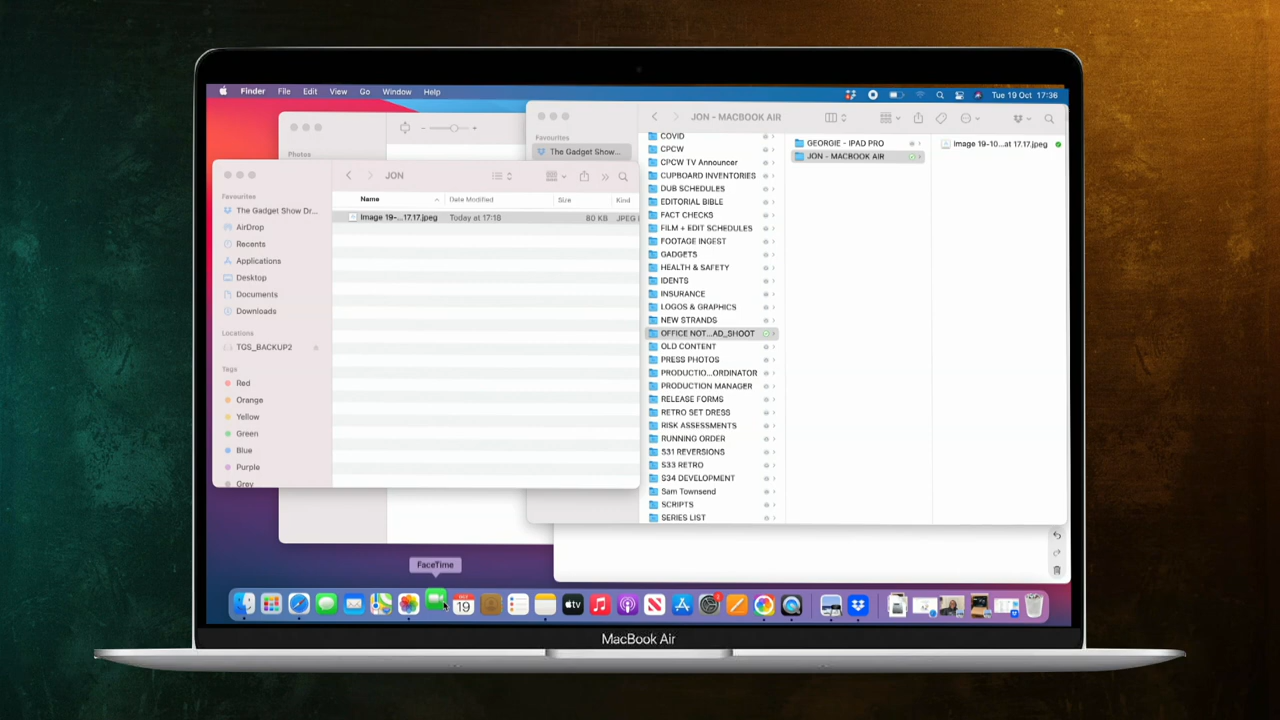 Finder File Edit View Go Window Help
Tue 19 Oct 17:36
Photos
Favourites
The Gadget Show...
JON - MACBOOK AIR
COVID
CPCW
CPCW TV Announcer
CUPBOARD INVENTORIES
DUB SCHEDULES
EDITORIAL BIBLE
FACT CHECKS
FILM + EDIT SCHEDULES
FOOTAGE INGEST
GADGETS
HEALTH & SAFETY
IDENTS
INSURANCE
LOGOS & GRAPHICS
NEW STRANDS
OFFICE NOT...AD_SHOOT
OLD CONTENT
PRESS PHOTOS
PRODUCTIO...ORDINATOR
PRODUCTION MANAGER
RELEASE FORMS
RETRO SET DRESS
RISK ASSESSMENTS
RUNNING ORDER
S31 REVERSIONS
S33 RETRO
S34 DEVELOPMENT
Sam Townsend
SCRIPTS
SERIES LIST
GEORGIE - IPAD PRO
JON - MACBOOK AIR
Image 19-10...at 17.17.jpeg
JON
Favourites
The Gadget Show Dr...
AirDrop
Recents
Applications
Desktop
Documents
Downloads
Locations
TGS_BACKUP2
Tags
Red
Orange
Yellow
Green
Blue
Purple
Grey
Name Date Modified Size Kind
Image 19-...17.17.jpeg Today at 17:18 80 KB JPEG
FaceTime
19
tv
MacBook Air